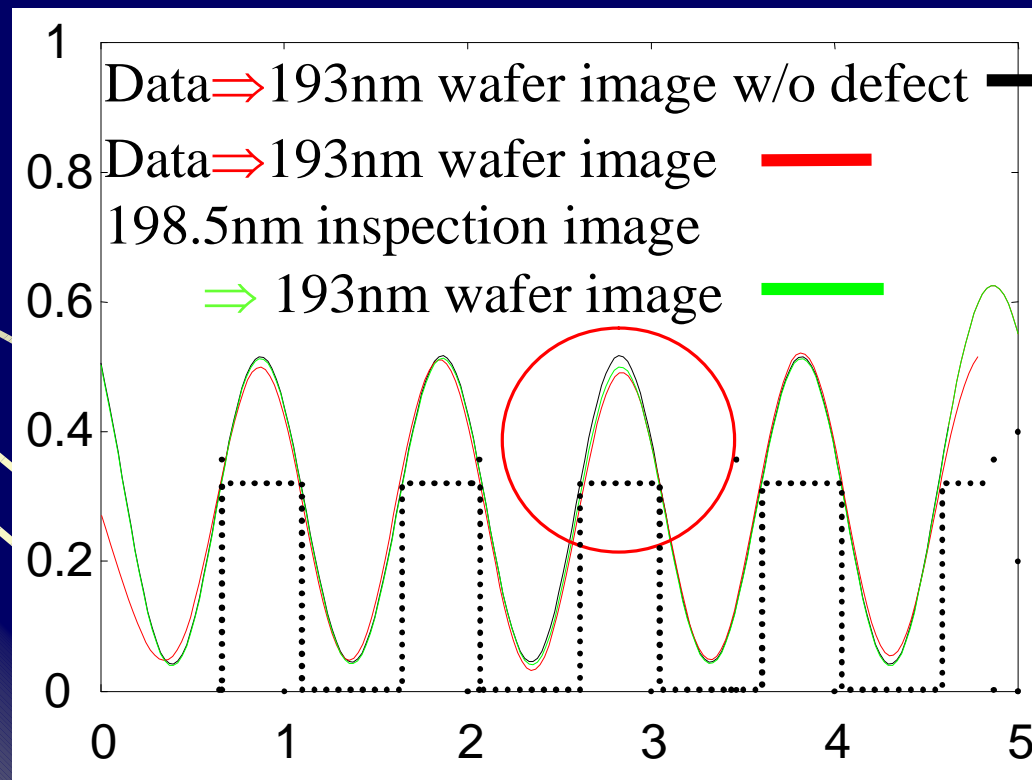 1
Data⇒193nm wafer image w/o defect
0.8
Data⇒193nm wafer image
198.5nm inspection image
0.6
⇒ 193nm wafer image
0.4
0.2
0
0 1 2 3 4 5